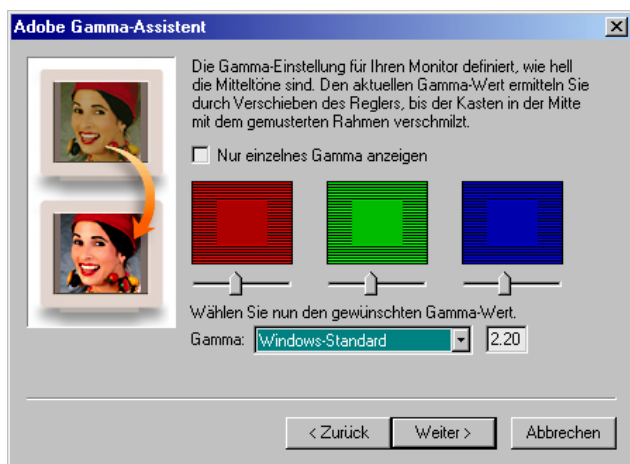 Adobe Gamma-Assistent
Die Gamma-Einstellung für Ihren Monitor definiert, wie hell
die Mitteltöne sind. Den aktuellen Gamma-Wert ermitteln Sie
durch Verschieben des Reglers, bis der Kasten in der Mitte
mit dem gemusterten Rahmen verschmilzt.
Nur einzelnes Gamma anzeigen
Wählen Sie nun den gewünschten Gamma-Wert.
Gamma: Windows-Standard 2.20
< Zurück Weiter > Abbrechen